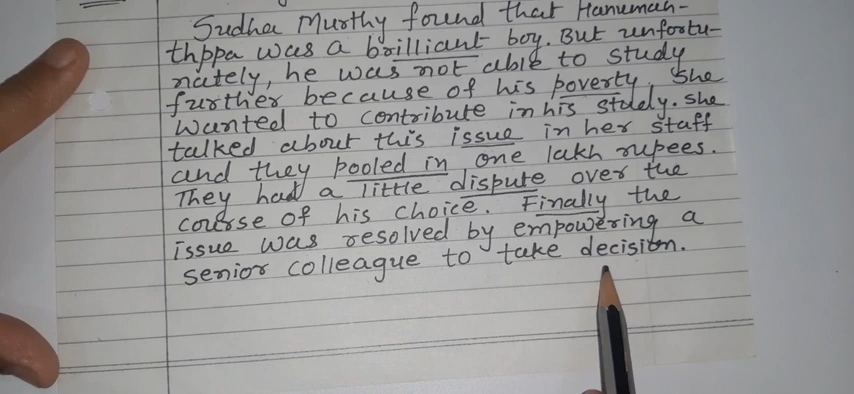 Sudha Murthy found that Hanuman-
thppa was a brilliant boy. But unfortu-
nately, he was not able to study
further because of his poverty. She
wanted to contribute in his study. She
talked about this issue in her staff
and they pooled in one lakh rupees.
They had a little dispute over the
course of his choice. Finally the
issue was resolved by empowering a
senior colleague to take decision.